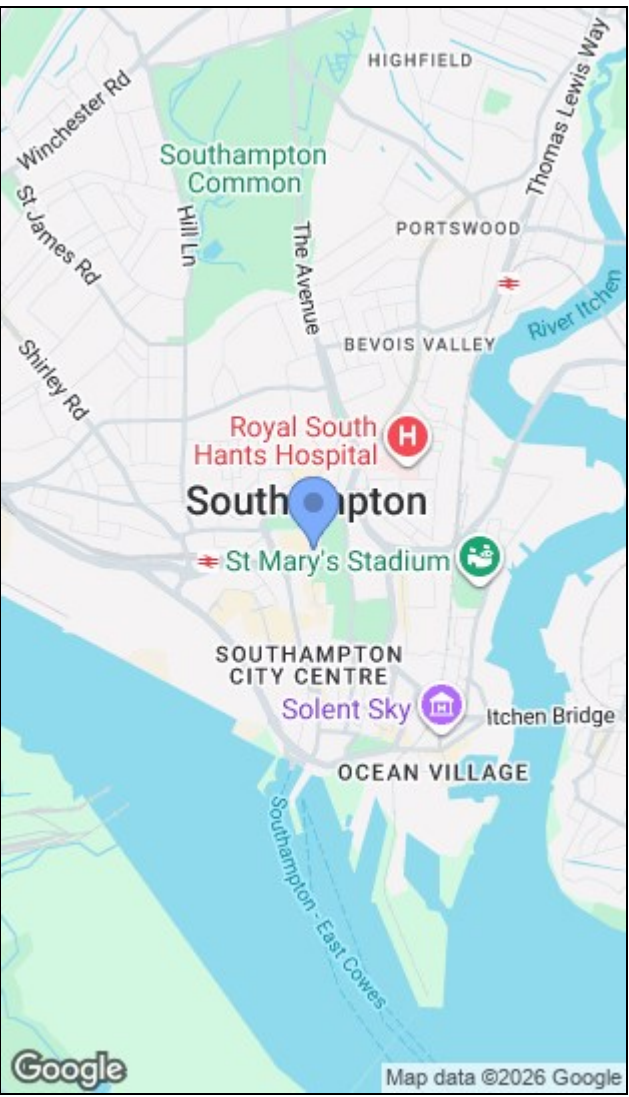 HIGHFIELD
Thomas Lewis Way
Winchester Rd
Southampton
Common
St James Rd
Hill Ln
The Avenue
PORTSWOOD
River Itchen
BEVOIS VALLEY
Shirley Rd
Royal South
Hants Hospital
H
Southampton
St Mary's Stadium
SOUTHAMPTON
CITY CENTRE
Solent Sky
Itchen Bridge
OCEAN VILLAGE
Southampton - East Cowes
Google
Map data ©2026 Google